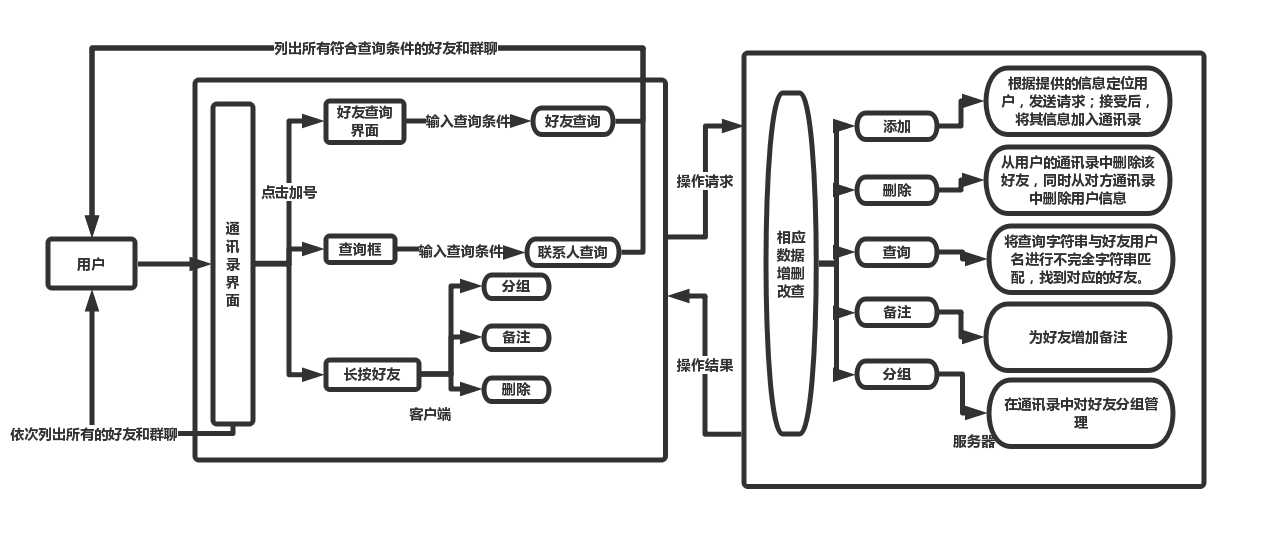 列出所有符合查询条件的好友和群聊
用户
依次列出所有的好友和群聊
通
讯
录
界
面
点击加号
好友查询
界面
输入查询条件
好友查询
查询框
输入查询条件
联系人查询
长按好友
分组
备注
删除
客户端
操作请求
操作结果
相应
数据
增删
改查
添加
删除
查询
备注
分组
根据提供的信息定位用
户，发送请求；接受后，
将其信息加入通讯录
从用户的通讯录中删除该
好友，同时从对方通讯录
中删除用户信息
将查询字符串与好友用户
名进行不完全字符串匹
配，找到对应的好友。
为好友增加备注
在通讯录中对好友分组管
理
服务器